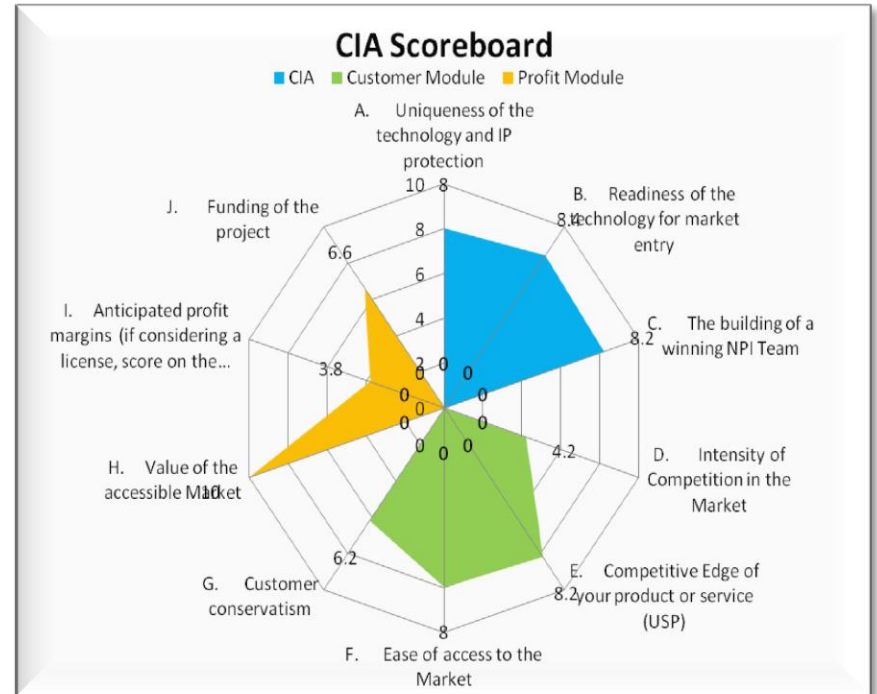 CIA Scoreboard
CIA Customer Module Profit Module
A. Uniqueness of the
technology and IP
protection
10 8
B. Readiness of the
8.4
technology for market
entry
J. Funding of the
project
6.6
8
6
4
2
C. The building of a
8.2
winning NPI Team
I. Anticipated profit
margins (if considering a
license, score on the...
3.8
0
0
0
0
0
0
0
0
0
0
0
D. Intensity of
Competition in the
Market
4.2
H. Value of the
accessible Market
10
G. Customer
conservatism
6.2
E. Competitive Edge of
8.2
your product or service
(USP)
8
F. Ease of access to the
Market